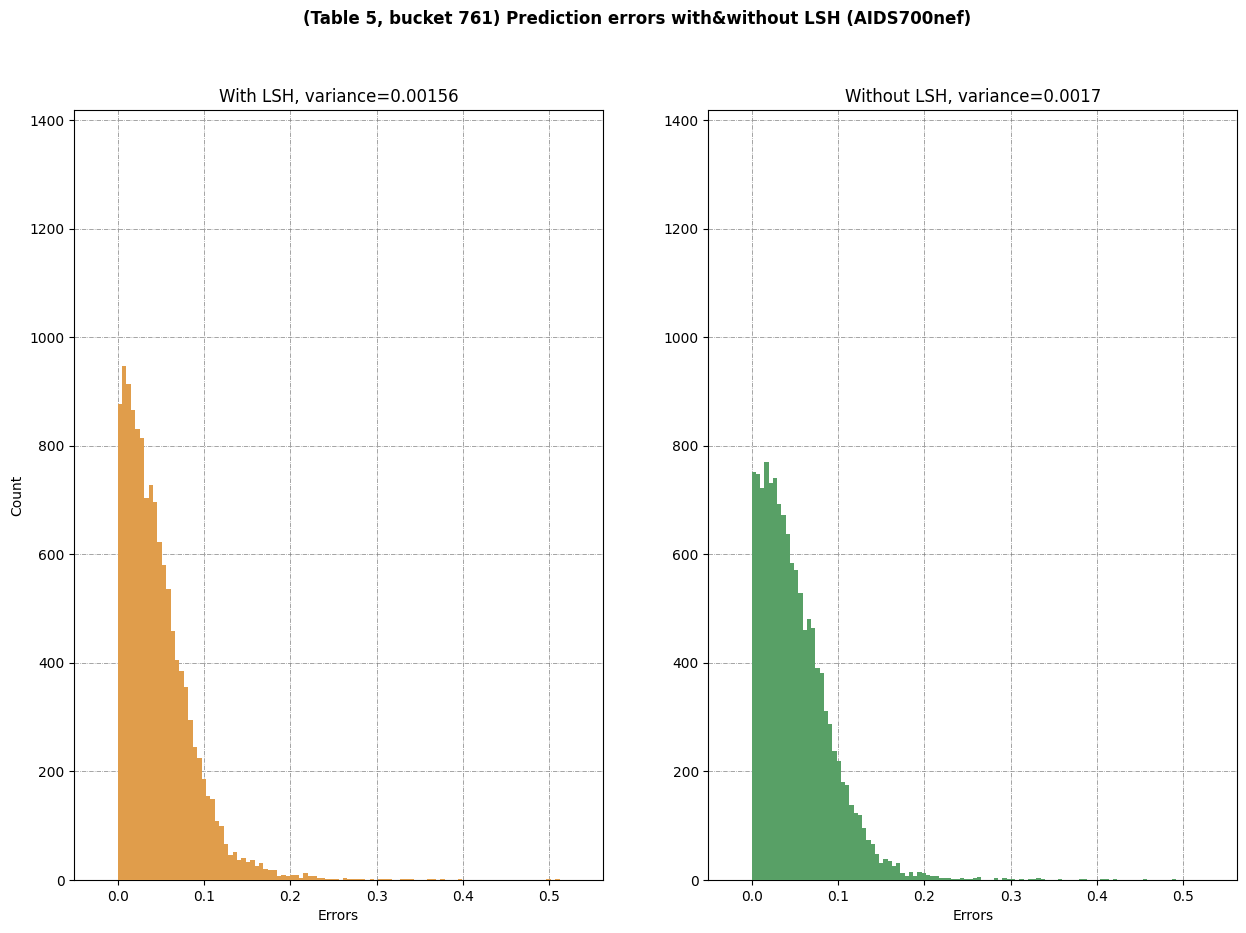 (Table 5, bucket 761) Prediction errors with&without LSH (AIDS700nef)
With LSH, variance=0.00156
1400
1200
1000
800
600
400
200
0
Count
0.0 0.1 0.2 0.3 0.4 0.5
Errors
Without LSH, variance=0.0017
1400
1200
1000
800
600
400
200
0
0.0 0.1 0.2 0.3 0.4 0.5
Errors